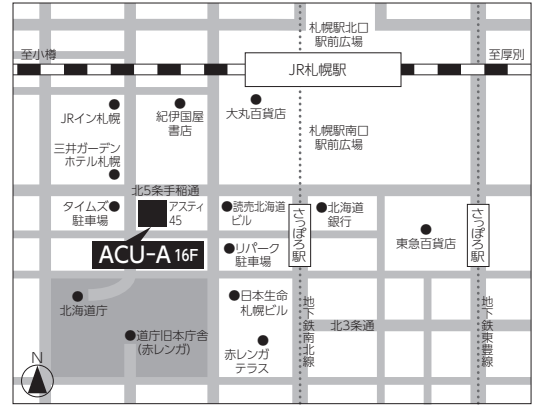 札幌駅北口
駅前広場
至小樽
至厚別
JR札幌駅
JRイン札幌
紀伊国屋
書店
大丸百貨店
札幌駅南口
駅前広場
三井ガーデン
ホテル札幌
北5条手稲通
タイムズ
駐車場
アスティ
45
読売北海道
ビル
さっぽろ駅
北海道
銀行
東急百貨店
さっぽろ駅
ACU-A 16F
リパーク
駐車場
北海道庁
日本生命
札幌ビル
地下鉄南北線
北3条通
地下鉄東豊線
道庁旧本庁舎
(赤レンガ)
赤レンガ
テラス
N